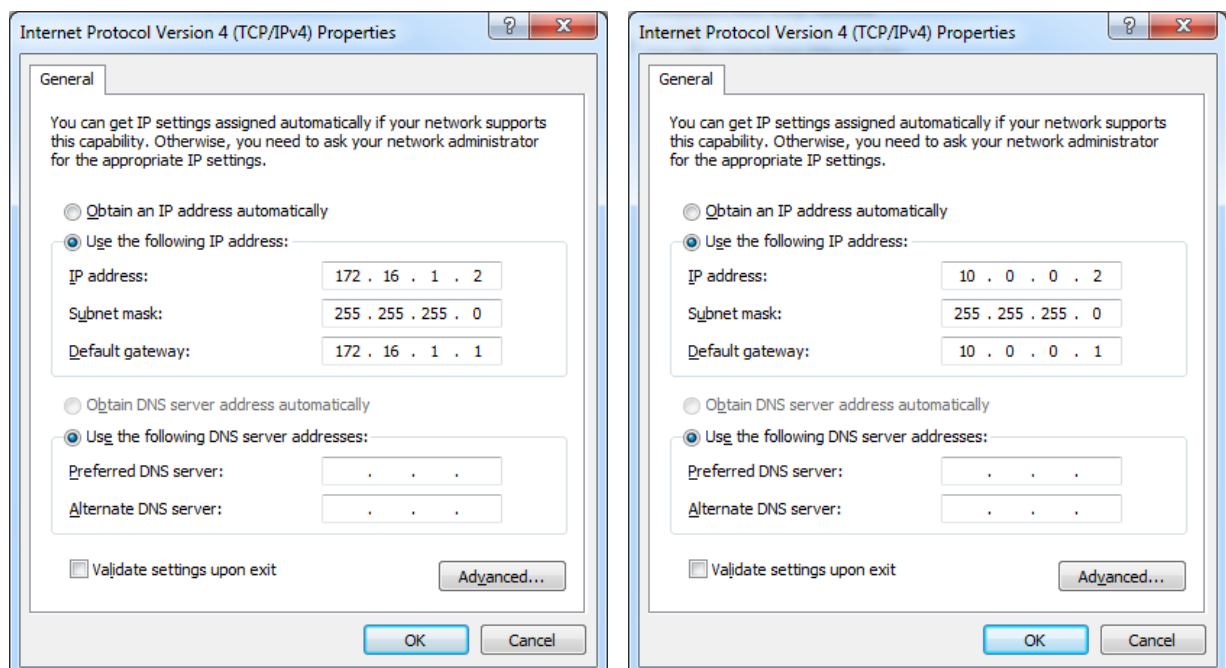 Internet Protocol Version 4 (TCP/IPv4) Properties
General
You can get IP settings assigned automatically if your network supports
this capability. Otherwise, you need to ask your network administrator
for the appropriate IP settings.
Obtain an IP address automatically
Use the following IP address:
IP address: 172 . 16 . 1 . 2
Subnet mask: 255 . 255 . 255 . 0
Default gateway: 172 . 16 . 1 . 1
Obtain DNS server address automatically
Use the following DNS server addresses:
Preferred DNS server: . . .
Alternate DNS server: . . .
Validate settings upon exit
Advanced...
OK Cancel
Internet Protocol Version 4 (TCP/IPv4) Properties
General
You can get IP settings assigned automatically if your network supports
this capability. Otherwise, you need to ask your network administrator
for the appropriate IP settings.
Obtain an IP address automatically
Use the following IP address:
IP address: 10 . 0 . 0 . 2
Subnet mask: 255 . 255 . 255 . 0
Default gateway: 10 . 0 . 0 . 1
Obtain DNS server address automatically
Use the following DNS server addresses:
Preferred DNS server: . . .
Alternate DNS server: . . .
Validate settings upon exit
Advanced...
OK Cancel